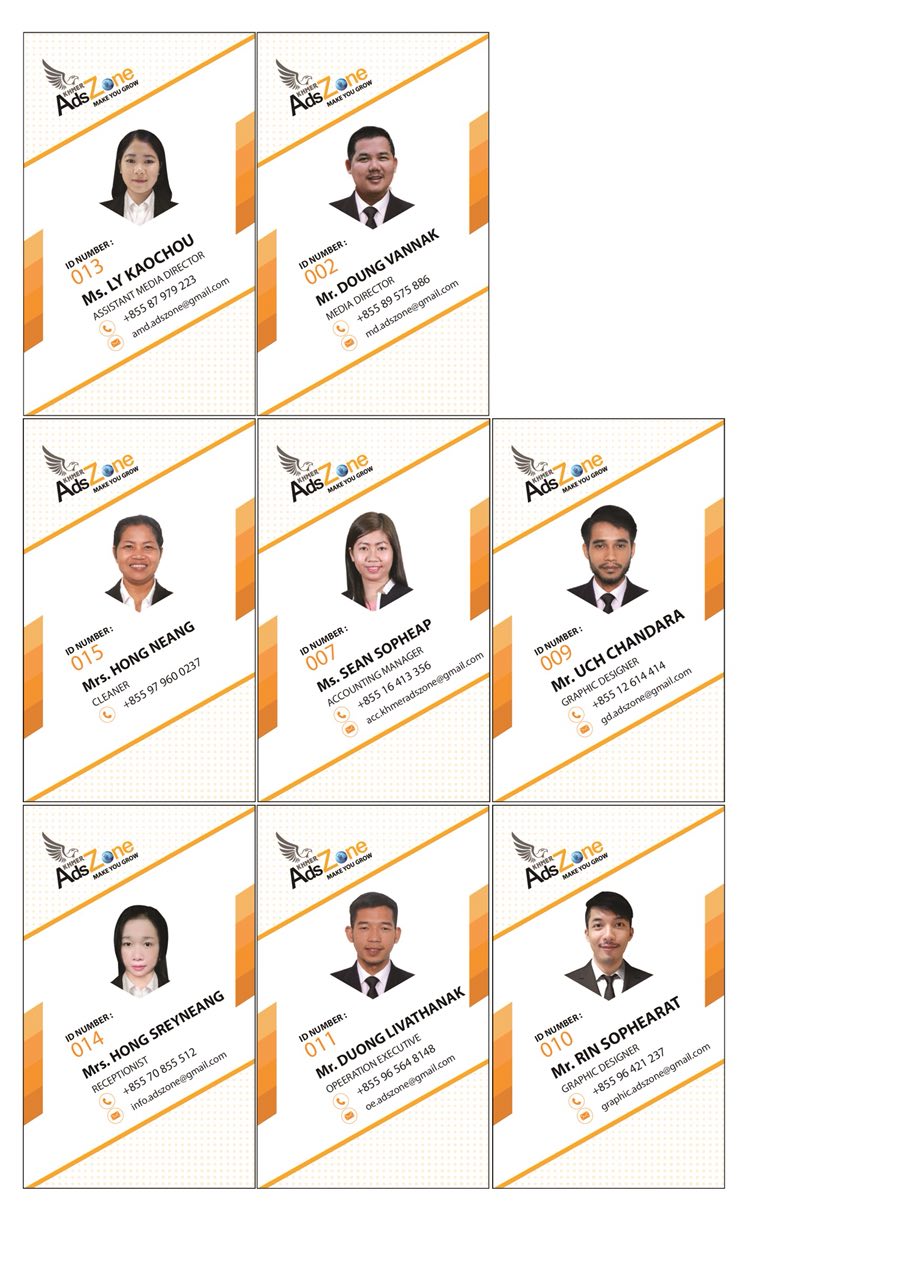 KHMER
AdsZone
MAKE YOU GROW
ID NUMBER :
013
Ms. LY KAOCHOU
ASSISTANT MEDIA DIRECTOR
+855 87 979 223
amd.adszone@gmail.com
KHMER
AdsZone
MAKE YOU GROW
ID NUMBER :
002
Mr. DOUNG VANNAK
MEDIA DIRECTOR
+855 89 575 886
md.adszone@gmail.com
KHMER
AdsZone
MAKE YOU GROW
ID NUMBER :
015
Mrs. HONG NEANG
CLEANER
+855 97 960 0237
KHMER
AdsZone
MAKE YOU GROW
ID NUMBER :
007
Ms. SEAN SOPHEAP
ACCOUNTING MANAGER
+855 16 413 356
acc.khmeradszone@gmail.com
KHMER
AdsZone
MAKE YOU GROW
ID NUMBER :
009
Mr. UCH CHANDARA
GRAPHIC DESIGNER
+855 12 614 414
gd.adszone@gmail.com
KHMER
AdsZone
MAKE YOU GROW
ID NUMBER :
014
Mrs. HONG SREYNEANG
RECEPTIONIST
+855 70 855 512
info.adszone@gmail.com
KHMER
AdsZone
MAKE YOU GROW
ID NUMBER :
011
Mr. DUONG LIVATHANAK
OPEERATION EXECUTIVE
+855 96 564 8148
oe.adszone@gmail.com
KHMER
AdsZone
MAKE YOU GROW
ID NUMBER :
010
Mr. RIN SOPHEARAT
GRAPHIC DESIGNER
+855 96 421 237
graphic.adszone@gmail.com